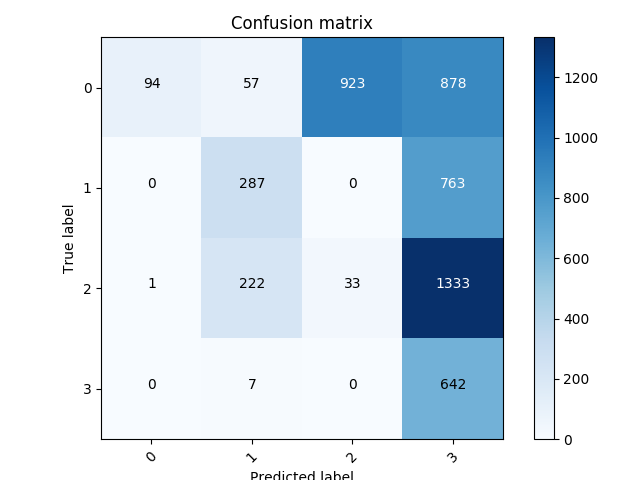 Confusion matrix
0 94 57 923 878
1 0 287 0 763
2 1 222 33 1333
3 0 7 0 642
0 1 2 3
True label
Predicted label
1200
1000
800
600
400
200
0